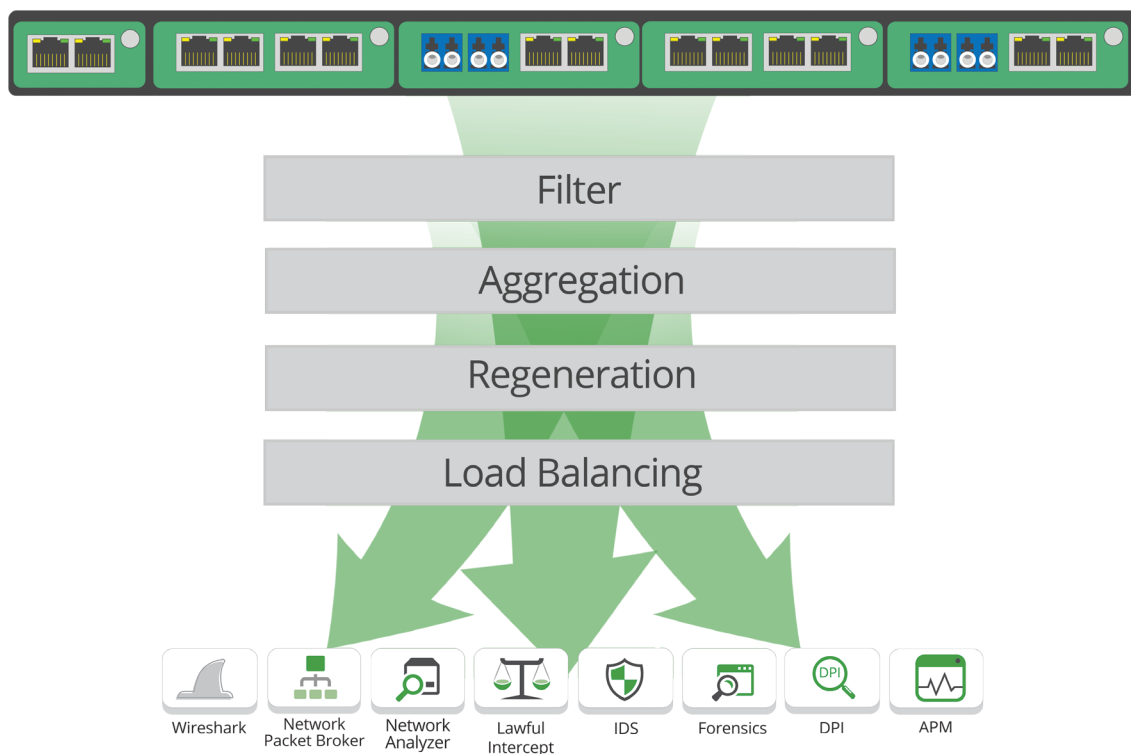 Filter
Aggregation
Regeneration
Load Balancing
DPI
Wireshark
Network
Packet Broker
Network
Analyzer
Lawful
Intercept
IDS
Forensics
DPI
APM